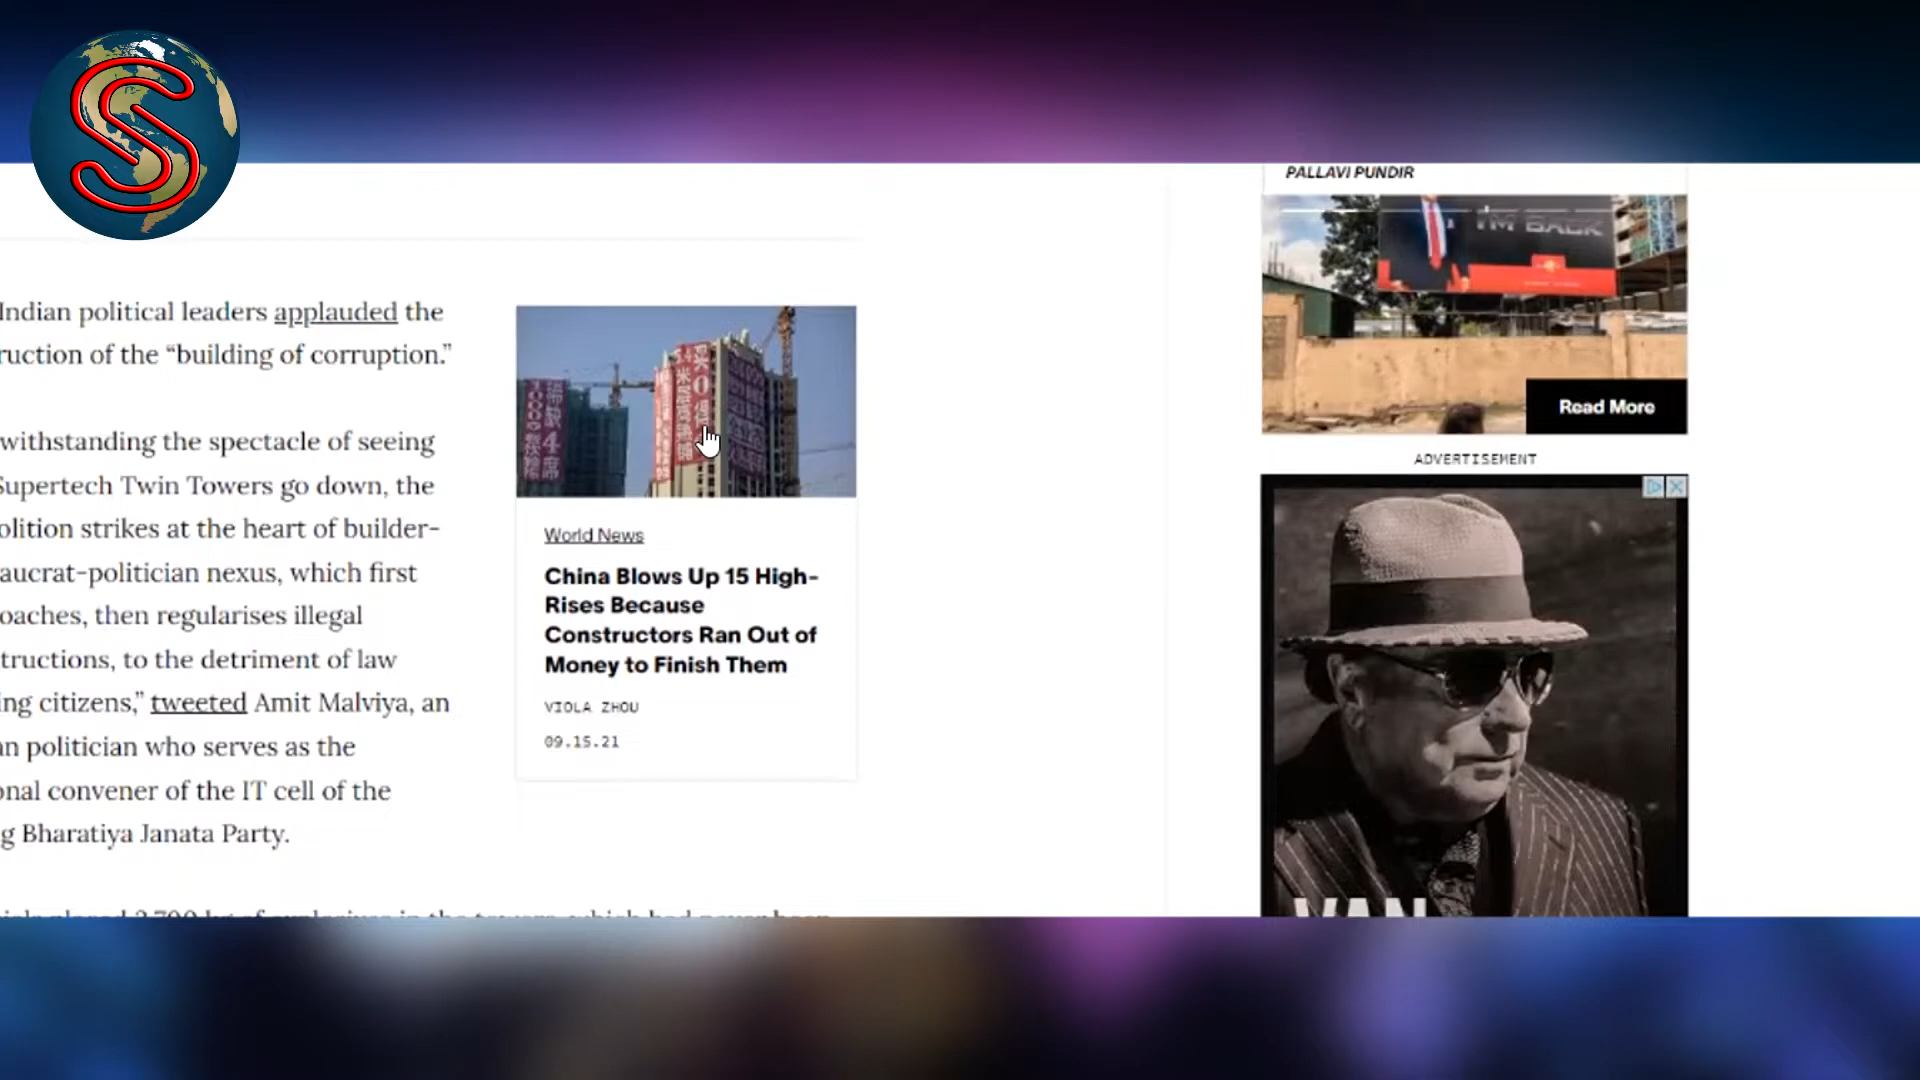 S
Indian political leaders applauded the
ruction of the “building of corruption.”
withstanding the spectacle of seeing
Supertech Twin Towers go down, the
olition strikes at the heart of builder-
aucrat-politician nexus, which first
oaches, then regularises illegal
tructions, to the detriment of law
ing citizens,” tweeted Amit Malviya, an
an politician who serves as the
onal convener of the IT cell of the
g Bharatiya Janata Party.
World News
China Blows Up 15 High-
Rises Because
Constructors Ran Out of
Money to Finish Them
VIOLA ZHOU
09.15.21
PALLAVI PUNDIR
I'M BACK
Read More
ADVERTISEMENT
VAN